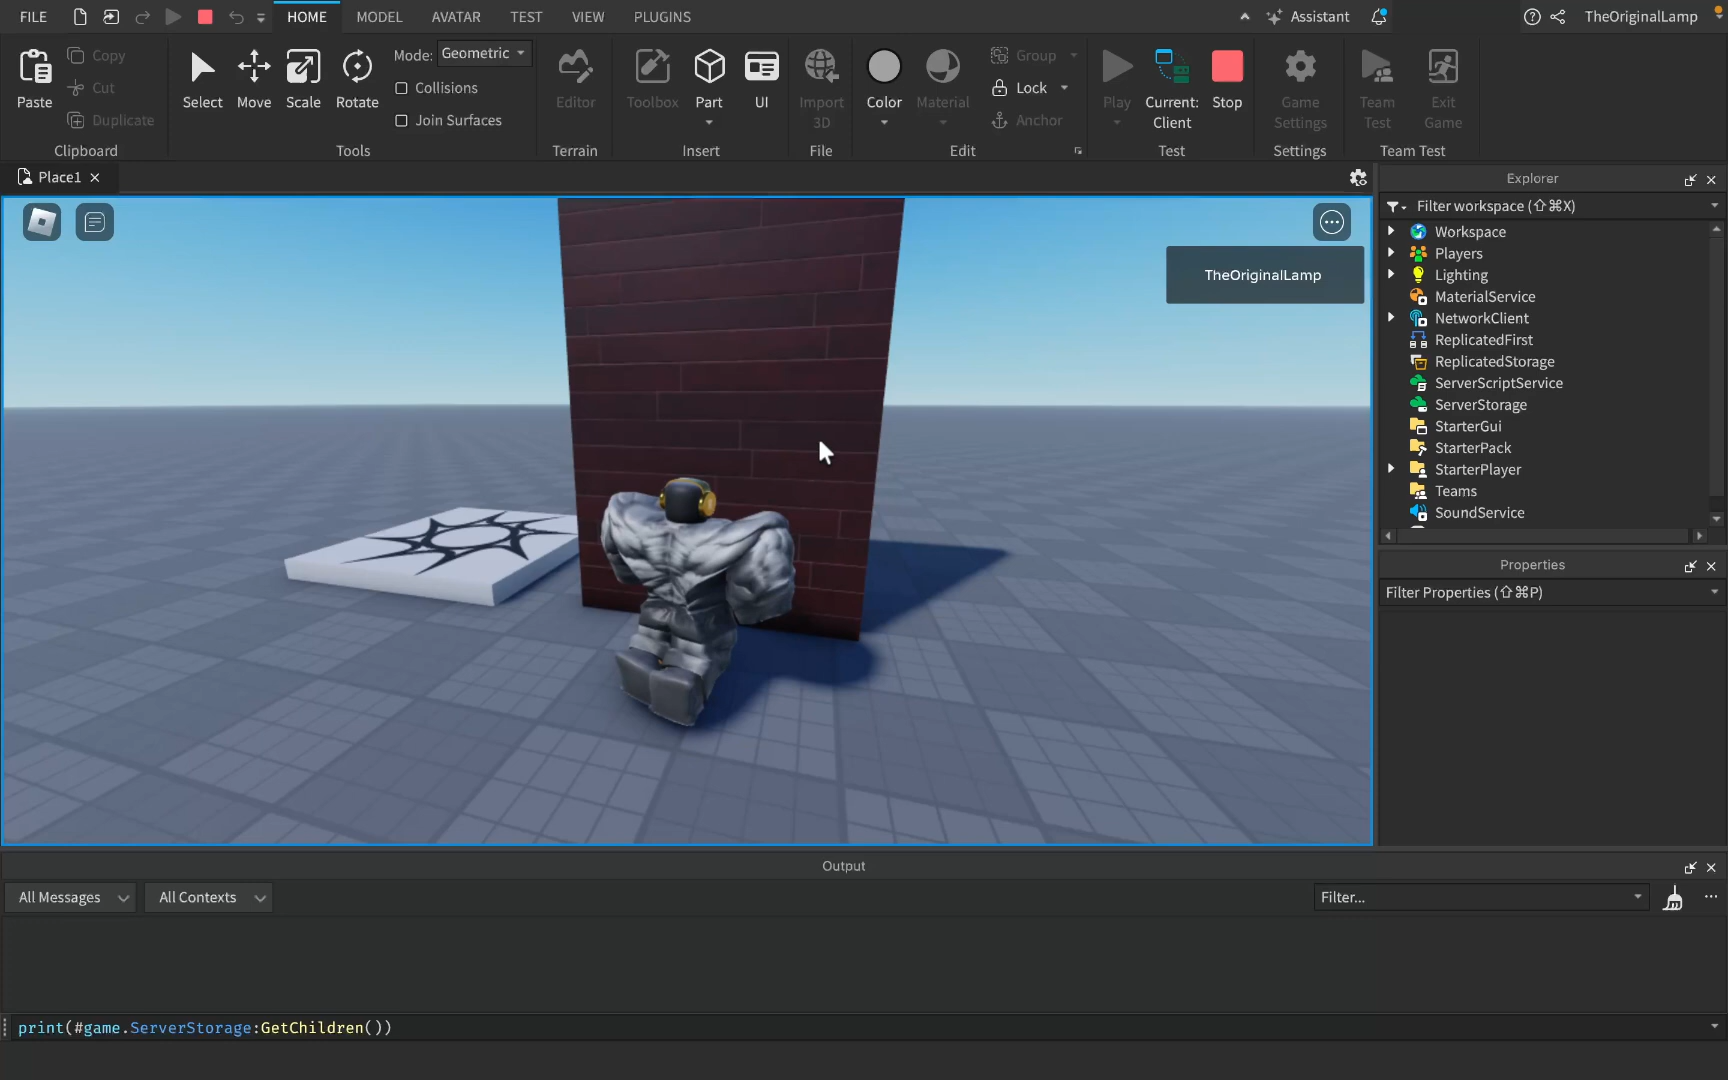 FILE HOME MODEL AVATAR TEST VIEW PLUGINS Assistant TheOriginalLamp
Paste Copy Cut Duplicate Clipboard
Select Move Scale Rotate Mode: Geometric Collisions Join Surfaces Tools
Editor Terrain
Toolbox Part UI Insert
Import 3D File
Color Material Group Lock Anchor Edit
Play Current: Client Stop Test
Game Settings Settings
Team Test Exit Game Team Test
Place1
TheOriginalLamp
Explorer
Filter workspace (⇧⌘X)
Workspace
Players
Lighting
MaterialService
NetworkClient
ReplicatedFirst
ReplicatedStorage
ServerScriptService
ServerStorage
StarterGui
StarterPack
StarterPlayer
Teams
SoundService
Properties
Filter Properties (⇧⌘P)
Output
All Messages All Contexts Filter...
print(#game.ServerStorage:GetChildren())